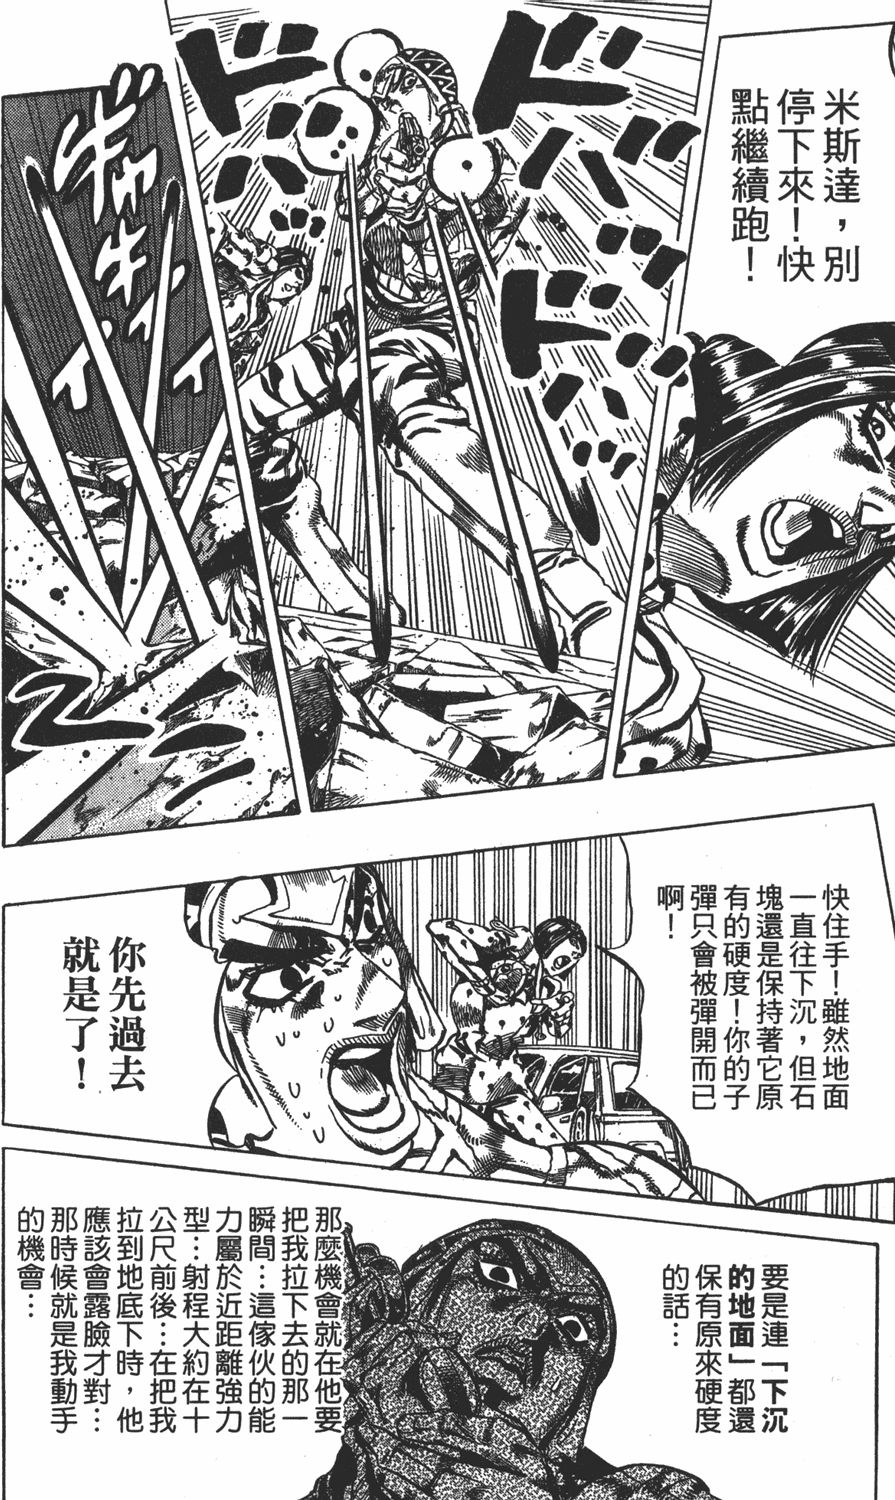 米斯達，別
停下來！快
點繼續跑！
ドドド
ドババ
ドドド
ババ
ギャギィ
ギィ
快住手！雖然地面
一直往下沉，但石
塊還是保持著它原
有的硬度！你的子
彈只會被彈開而已
啊！
你先過去
就是了！
要是連「下沉
的地面」都還
保有原來硬度
的話…
那麼機會就在他要
把我拉下去的那一
瞬間…這傢伙的能
力屬於近距離強力
型…射程大約在十
公尺前後…在把我
拉到地底下時，他
應該會露臉才對…
那時候就是我動手
的機會…